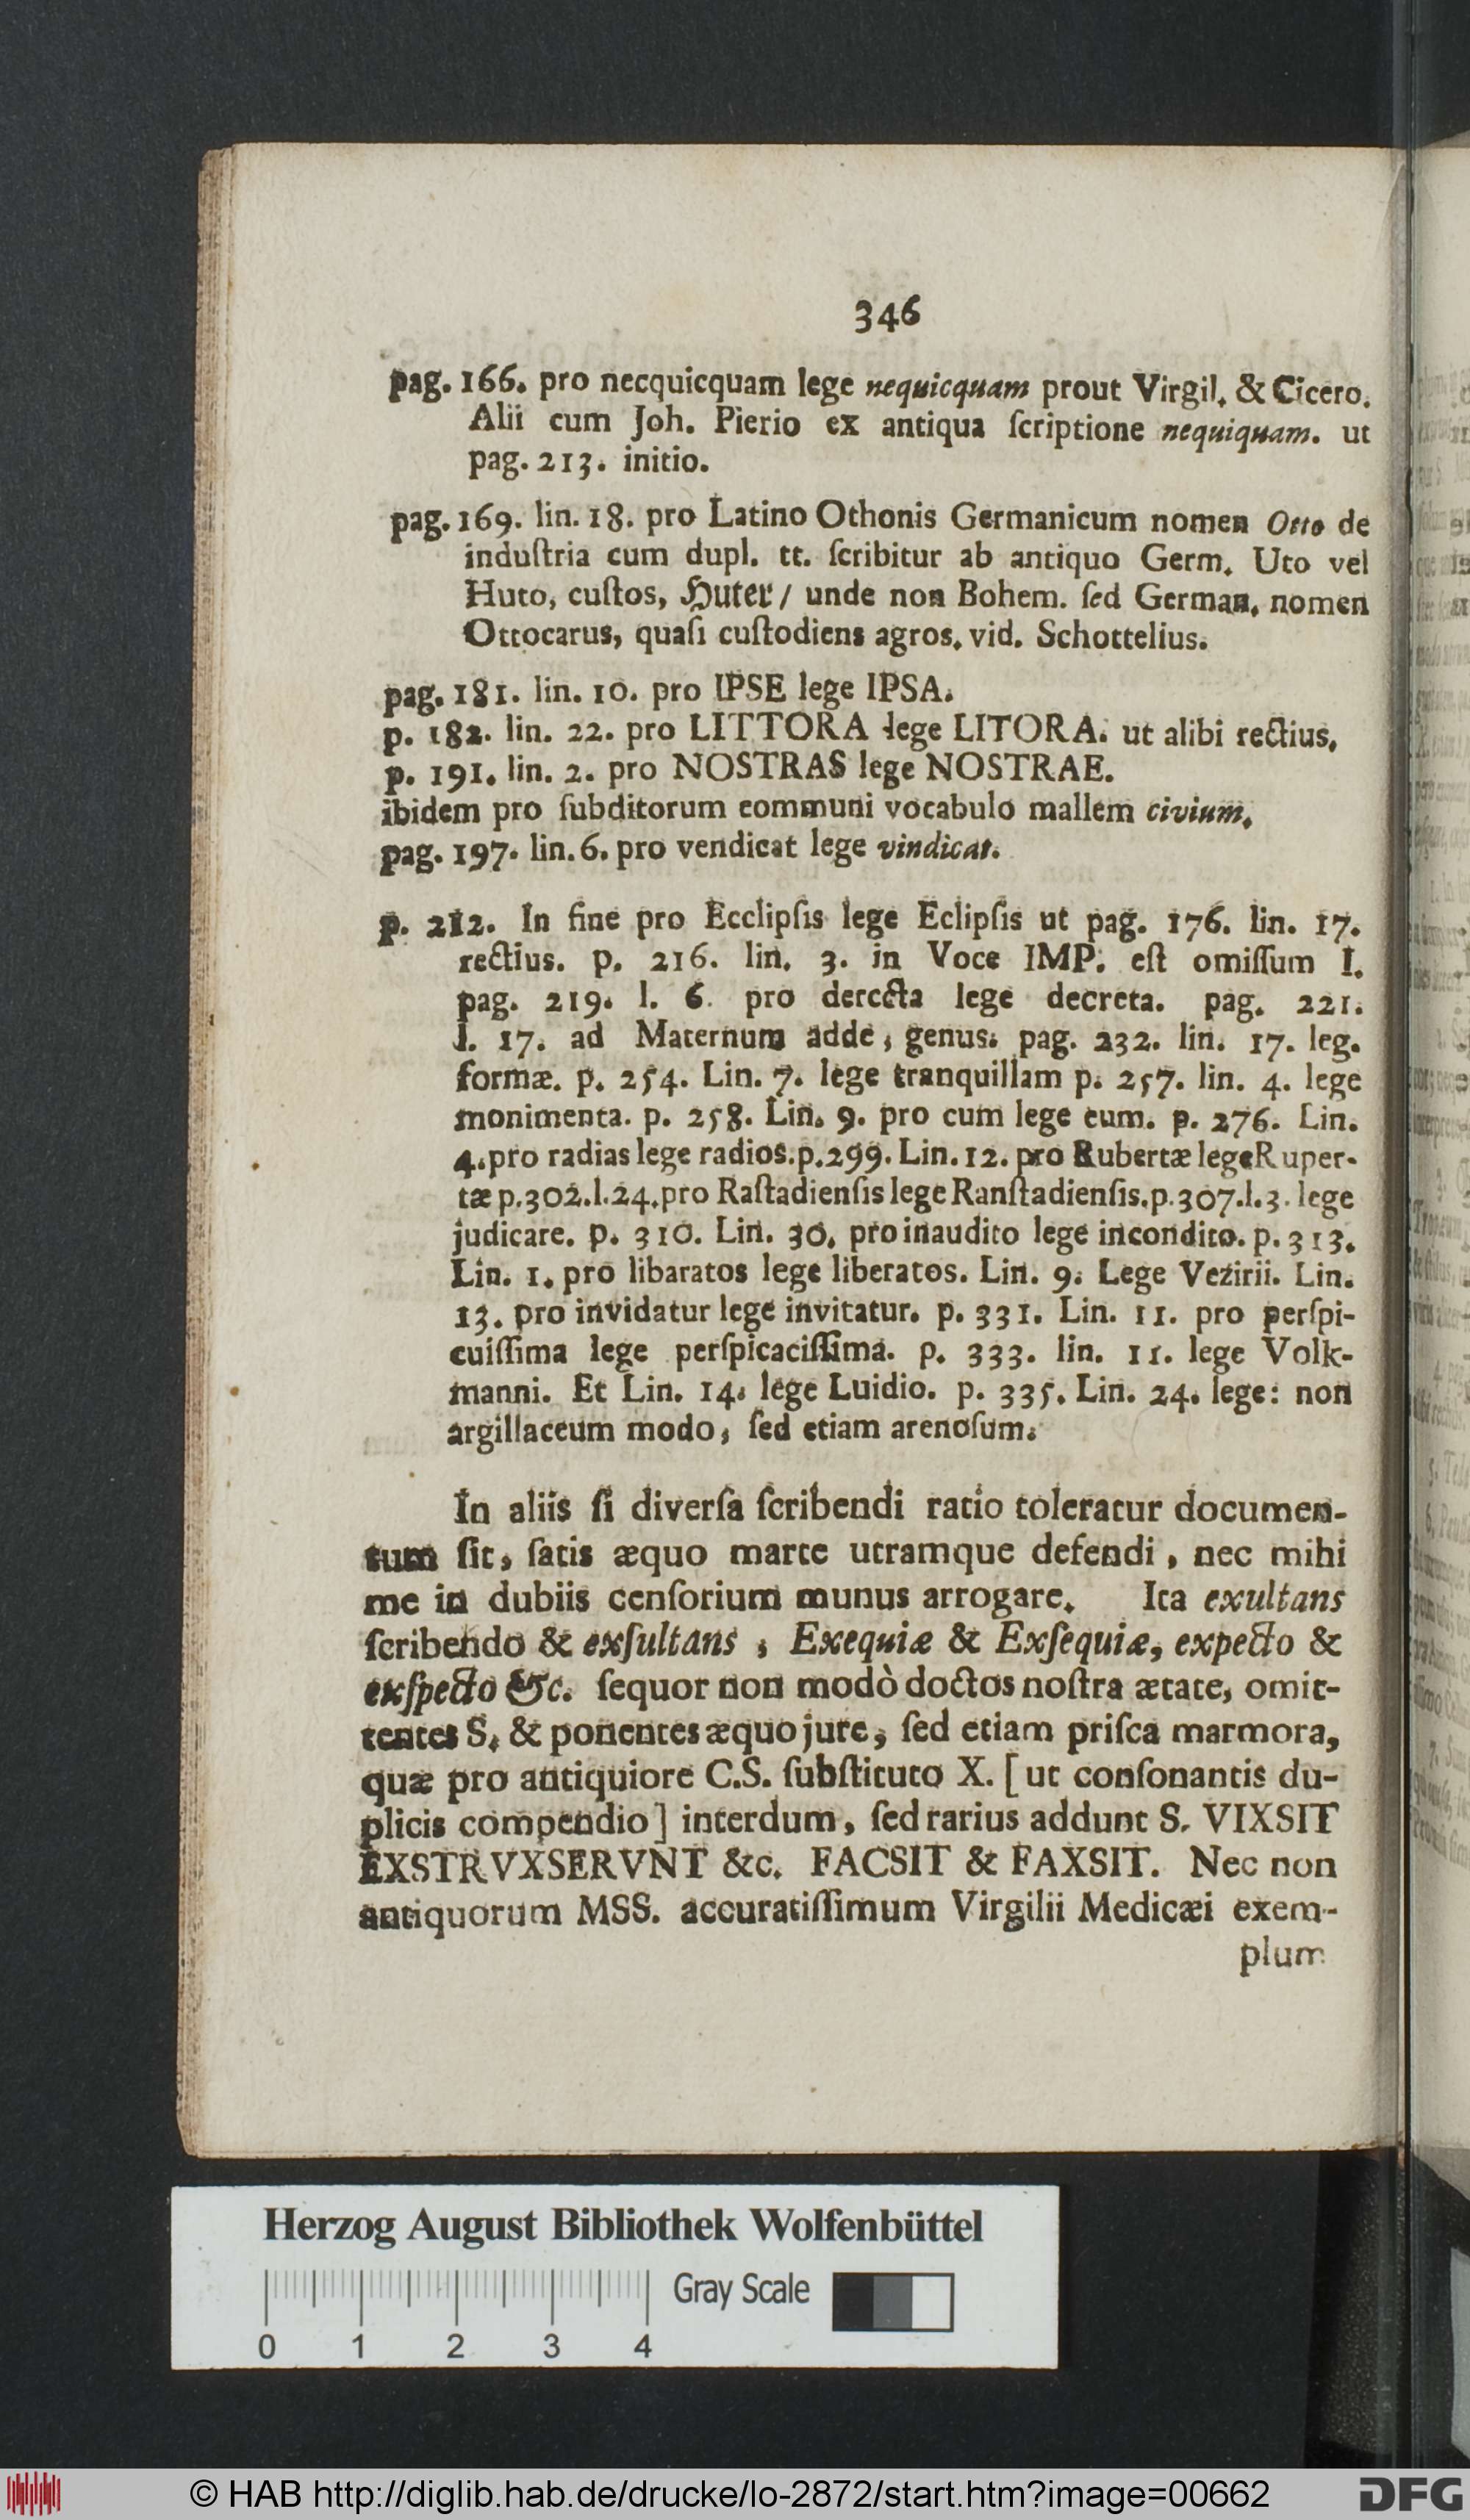 346
pag. 166. pro necquicquam lege nequicquam prout Virgil. & Cicero.
Alii cum Joh. Pierio ex antiqua ſcriptione nequiquam. ut
pag. 213. initio.
pag. 169. lin. 18. pro Latino Othonis Germanicum nomen Otto de
induſtria cum dupl. tt. ſcribitur ab antiquo Germ. Uto vel
Huto, cuſtos, Huter / unde non Bohem. ſed German. nomen
Ottocarus, quaſi cuſtodiens agros. vid. Schottelius.
pag. 181. lin. 10. pro IPSE lege IPSA.
p. 182. lin. 22. pro LITTORA lege LITORA. ut alibi rectius.
p. 191. lin. 2. pro NOSTRAS lege NOSTRAE.
ibidem pro ſubditorum communi vocabulo mallem civium.
pag. 197. lin. 6. pro vendicat lege vindicat.
p. 212. In fine pro Ecclipſis lege Eclipſis ut pag. 176. lin. 17.
rectius. p. 216. lin. 3. in Voce IMP. eſt omiſſum I.
pag. 219. l. 6. pro dercɛta lege decreta. pag. 221.
l. 17. ad Maternum adde, genus. pag. 232. lin. 17. leg.
formæ. p. 254. Lin. 7. lege tranquillam p. 257. lin. 4. lege
monimenta. p. 258. Lin. 9. pro cum lege eum. p. 276. Lin.
4. pro radias lege radios. p. 299. Lin. 12. pro Rubertæ lege Ruper-
tæ p. 302. l. 24. pro Raſtadienſis lege Ranſtadienſis. p. 307. l. 3. lege
judicare. p. 310. Lin. 30. pro inaudito lege incondito. p. 313.
Lin. 1. pro libaratos lege liberatos. Lin. 9. Lege Vezirii. Lin.
13. pro invidatur lege invitatur. p. 331. Lin. 11. pro perſpi-
cuiſſima lege perſpicaciſſima. p. 333. lin. 11. lege Volk-
manni. Et Lin. 14. lege Luidio. p. 335. Lin. 24. lege: non
argillaceum modo, ſed etiam arenoſum.
In aliis ſi diverſa ſcribendi ratio toleratur documen-
tum ſit, ſatis æquo marte utramque defendi, nec mihi
me in dubiis cenſorium munus arrogare. Ita exultans
ſcribendo & exſultans, Exequiæ & Exſequiæ, expecto &
exſpecto &c. ſequor non modò doctos noſtra ætate, omit-
tentes S. & ponentes æquo jure, ſed etiam priſca marmora,
quæ pro antiquiore C.S. ſubſtituto X. [ut conſonantis du-
plicis compendio] interdum, ſed rarius addunt S. VIXSIT
EXSTRVXSERVNT &c. FACSIT & FAXSIT. Nec non
antiquorum MSS. accuratiſſimum Virgilii Medicæi exem-
plum
Herzog August Bibliothek Wolfenbüttel
Gray Scale
0 1 2 3 4
© HAB http://diglib.hab.de/drucke/lo-2872/start.htm?image=00662
DFG